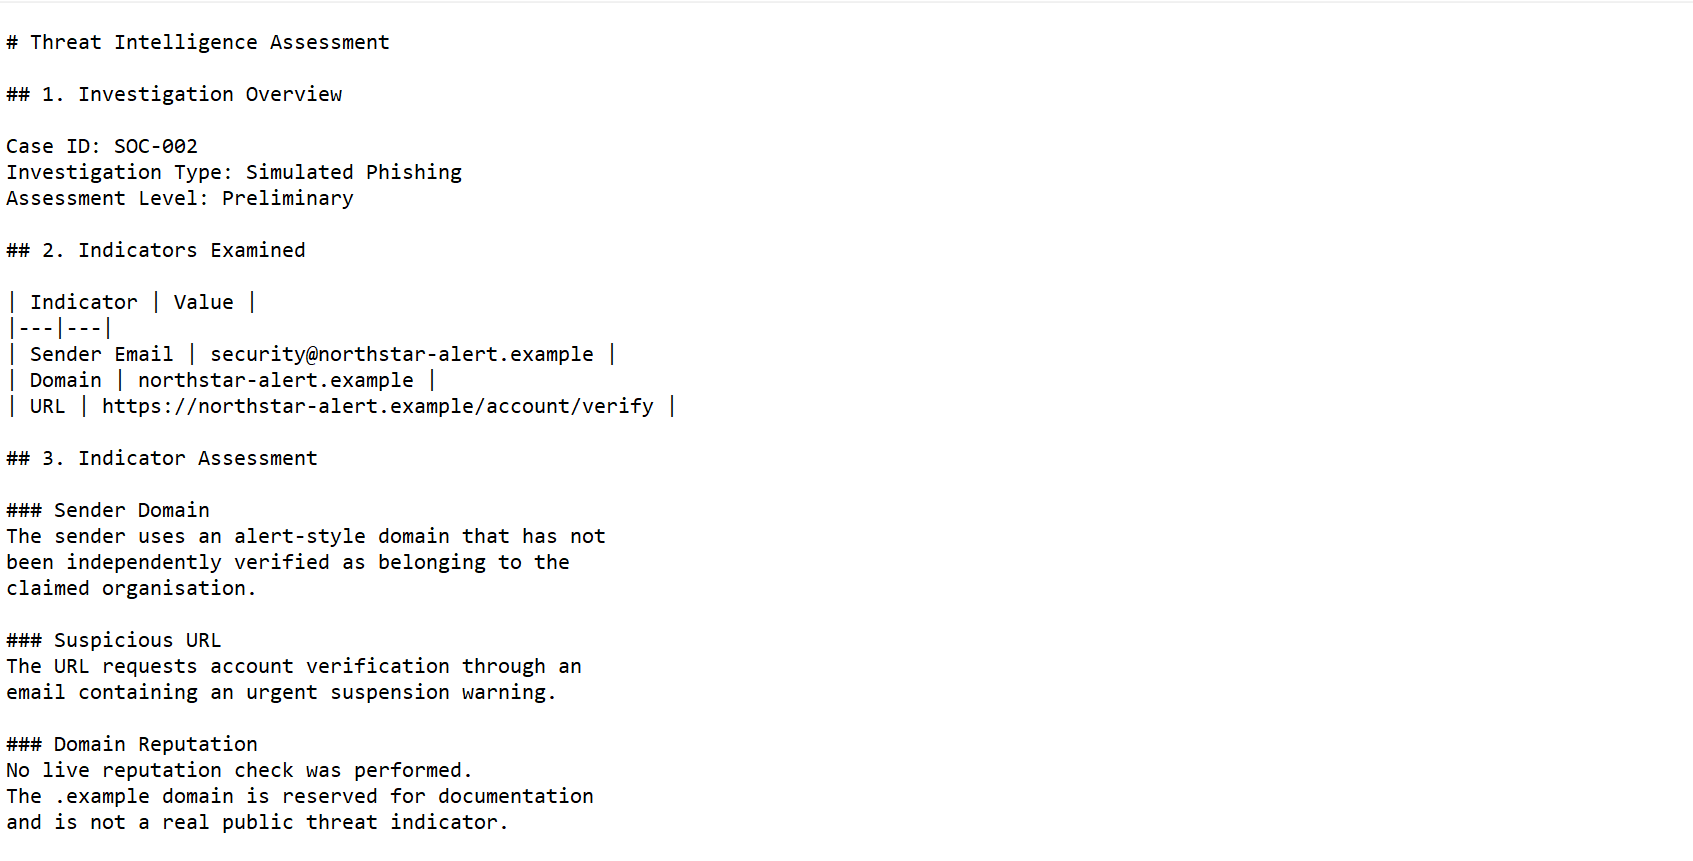 # Threat Intelligence Assessment
## 1. Investigation Overview
Case ID: SOC-002
Investigation Type: Simulated Phishing
Assessment Level: Preliminary
## 2. Indicators Examined
| Indicator | Value |
|---|---|
| Sender Email | security@northstar-alert.example |
| Domain | northstar-alert.example |
| URL | https://northstar-alert.example/account/verify |
## 3. Indicator Assessment
### Sender Domain
The sender uses an alert-style domain that has not
been independently verified as belonging to the
claimed organisation.
### Suspicious URL
The URL requests account verification through an
email containing an urgent suspension warning.
### Domain Reputation
No live reputation check was performed.
The .example domain is reserved for documentation
and is not a real public threat indicator.